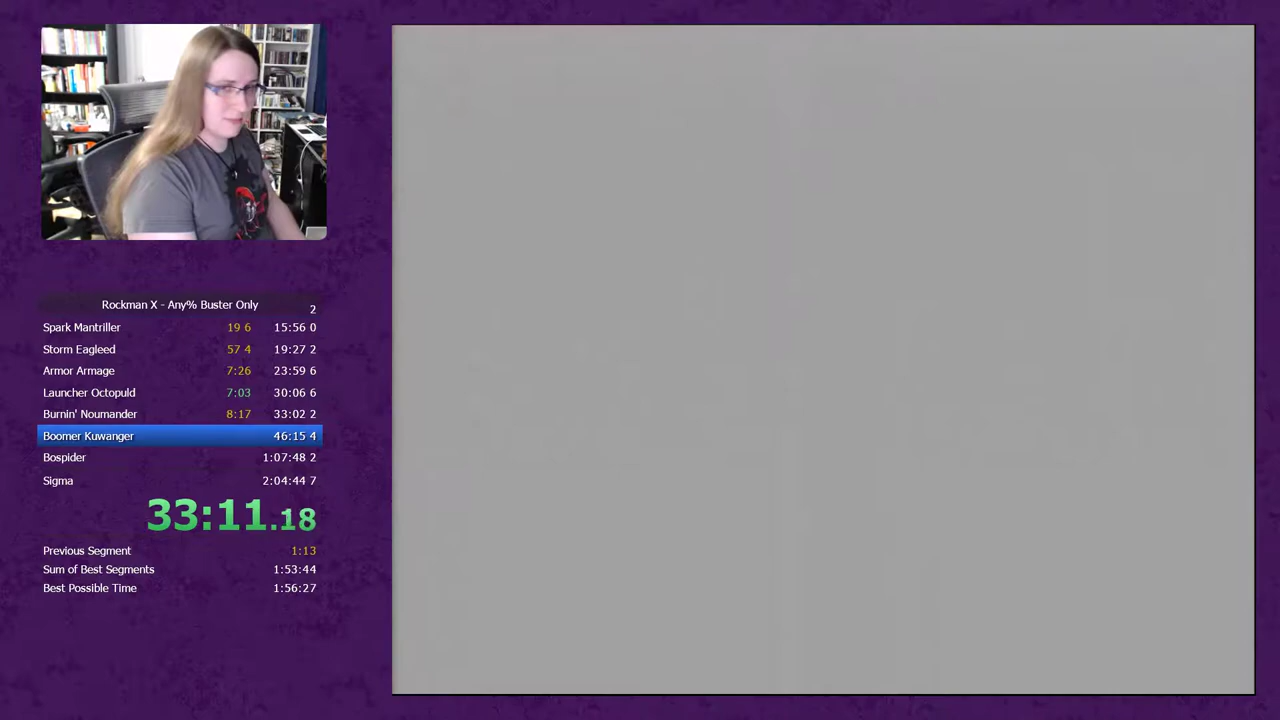 Rockman X - Any% Buster Only 2
Spark Mantriller 19 6 15:56 0
Storm Eagleed 57 4 19:27 2
Armor Armage 7:26 23:59 6
Launcher Octopuld 7:03 30:06 6
Burnin' Noumander 8:17 33:02 2
Boomer Kuwanger 46:15 4
Bospider 1:07:48 2
Sigma 2:04:44 7
33:11.18
Previous Segment 1:13
Sum of Best Segments 1:53:44
Best Possible Time 1:56:27